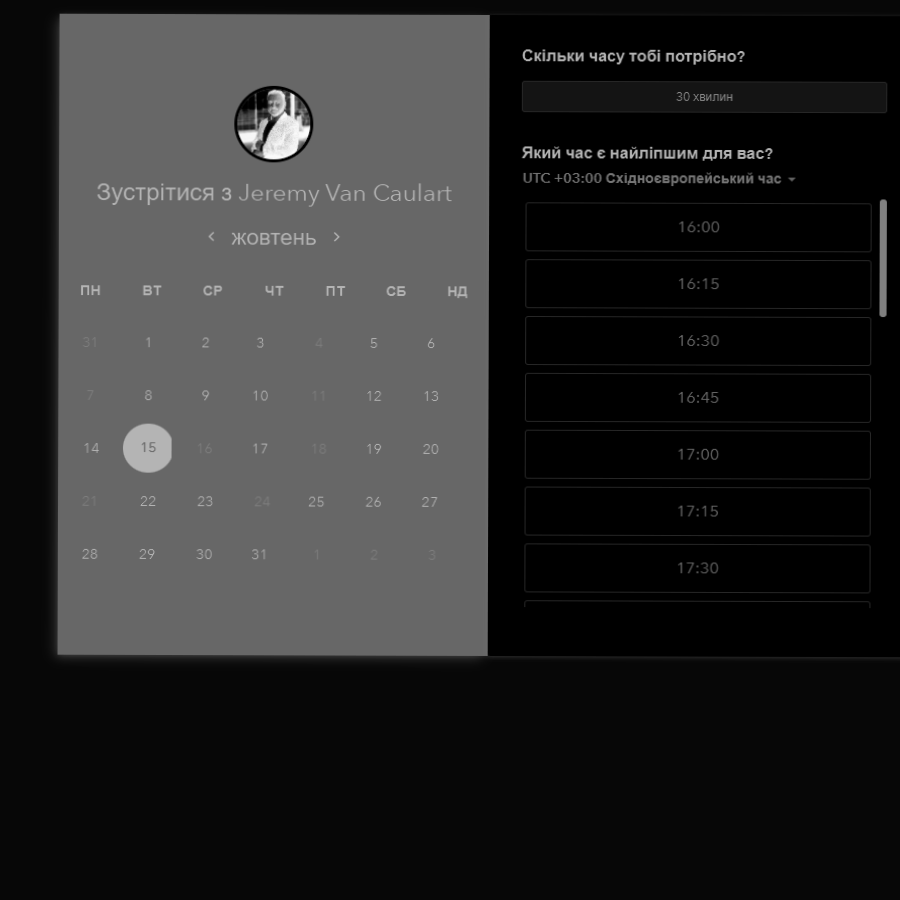 Зустрітися з Jeremy Van Caulart
жовтень
ПН ВТ СР ЧТ ПТ СБ НД
31 1 2 3 4 5 6
7 8 9 10 11 12 13
14 15 16 17 18 19 20
21 22 23 24 25 26 27
28 29 30 31 1 2 3
Скільки часу тобі потрібно?
30 хвилин
Який час є найліпшим для вас?
UTC +03:00 Східноєвропейський час
16:00
16:15
16:30
16:45
17:00
17:15
17:30